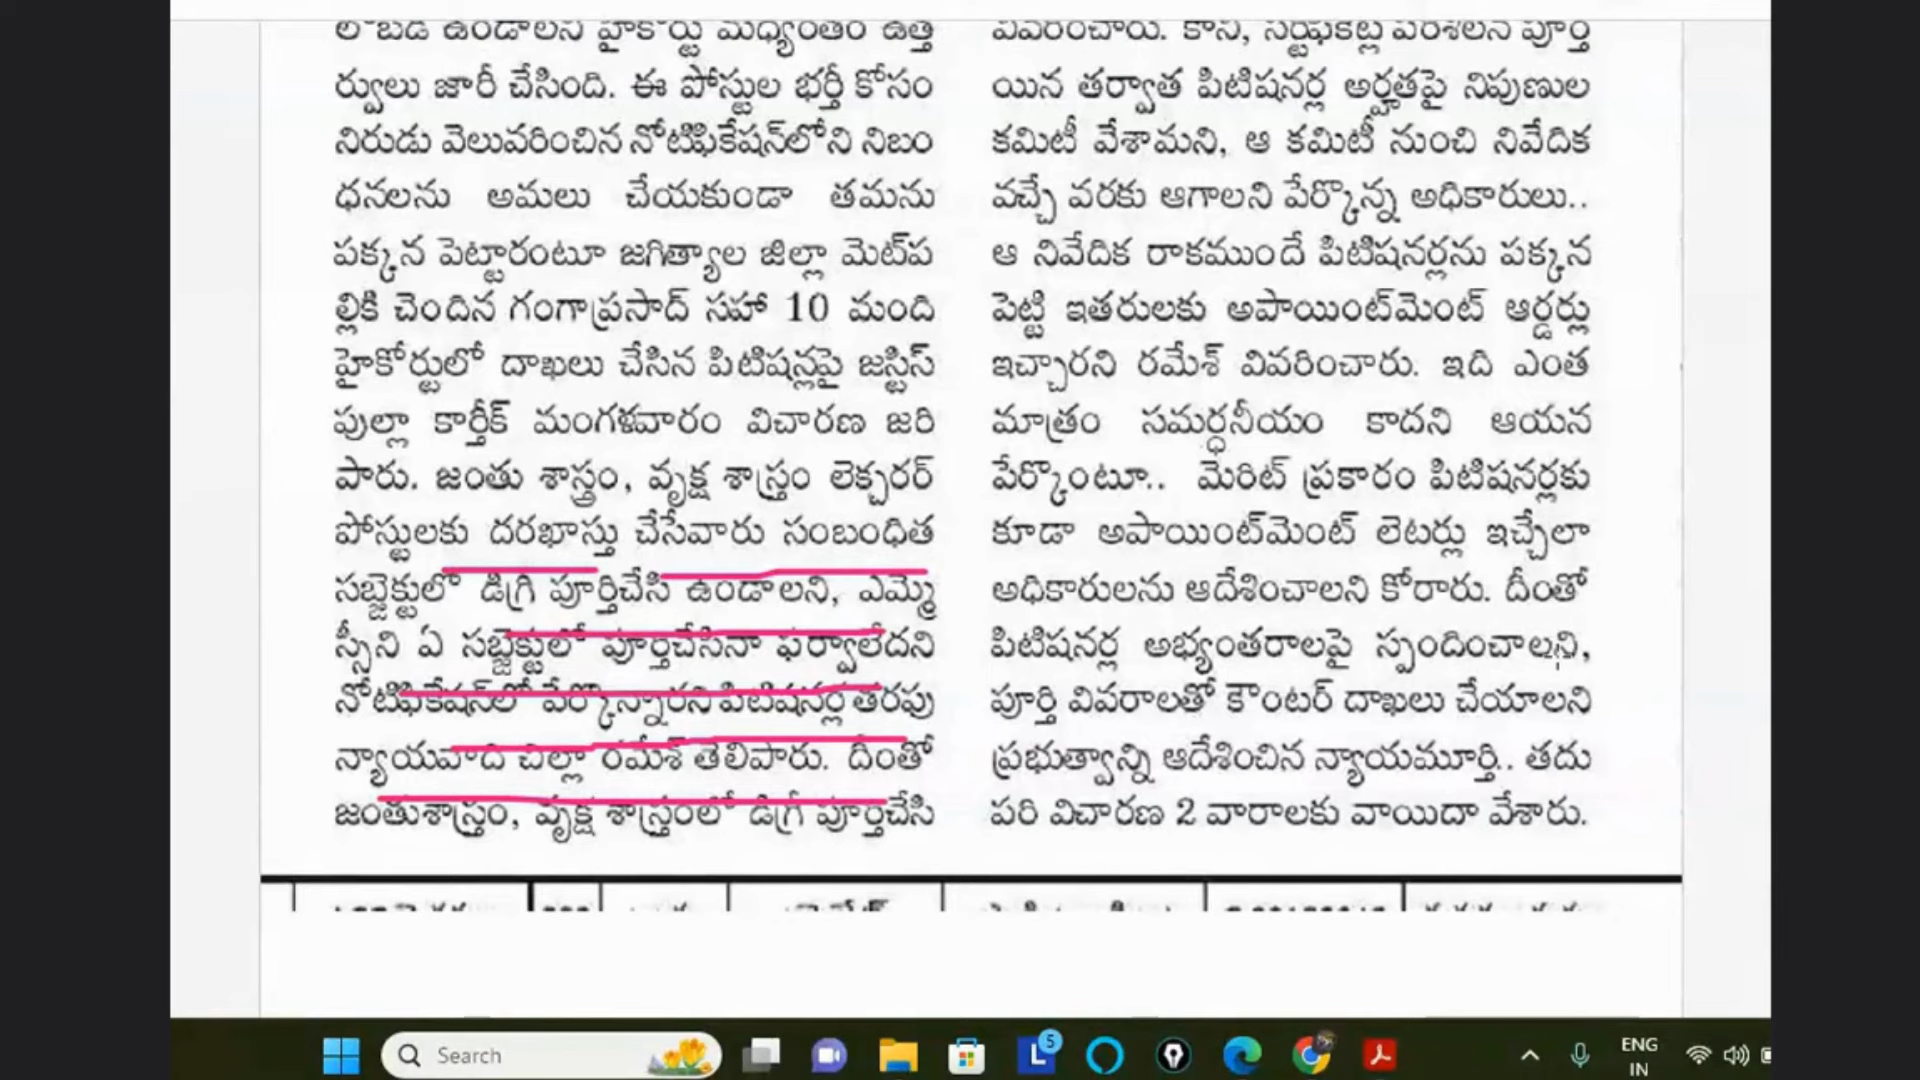 లోబడి ఉండాలని హైకోర్టు మధ్యంతర ఉత్త
ర్వులు జారీ చేసింది. ఈ పోస్టుల భర్తీ కోసం
నిరుడు వెలువరించిన నోటిఫికేషన్‌లోని నిబం
ధనలను అమలు చేయకుండా తమను
పక్కన పెట్టారంటూ జగిత్యాల జిల్లా మెట్‌ప
ల్లికి చెందిన గంగాప్రసాద్ సహా 10 మంది
హైకోర్టులో దాఖలు చేసిన పిటిషన్లపై జస్టిస్
పుల్లా కార్తీక్ మంగళవారం విచారణ జరి
పారు. జంతు శాస్త్రం, వృక్ష శాస్త్రం లెక్చరర్
పోస్టులకు దరఖాస్తు చేసేవారు సంబంధిత
సబ్జెక్టులో డిగ్రీ పూర్తిచేసి ఉండాలని, ఎమ్మె
స్సీని ఏ సబ్జెక్టులో పూర్తిచేసినా ఫర్వాలేదని
నోటిఫికేషన్‌లో పేర్కొన్నారని పిటిషనర్ల తరఫు
న్యాయవాది చిల్లా రమేశ్ తెలిపారు. దీంతో
జంతుశాస్త్రం, వృక్ష శాస్త్రంలో డిగ్రీ పూర్తిచేసి
వివరించారు. కానీ, సర్టిఫికెట్ల పరిశీలన పూర్త
యిన తర్వాత పిటిషనర్ల అర్హతపై నిపుణుల
కమిటీ వేశామని, ఆ కమిటీ నుంచి నివేదిక
వచ్చే వరకు ఆగాలని పేర్కొన్న అధికారులు..
ఆ నివేదిక రాకముందే పిటిషనర్లను పక్కన
పెట్టి ఇతరులకు అపాయింట్‌మెంట్ ఆర్డర్లు
ఇచ్చారని రమేశ్ వివరించారు. ఇది ఎంత
మాత్రం సమర్ధనీయం కాదని ఆయన
పేర్కొంటూ.. మెరిట్ ప్రకారం పిటిషనర్లకు
కూడా అపాయింట్‌మెంట్ లెటర్లు ఇచ్చేలా
అధికారులను ఆదేశించాలని కోరారు. దీంతో
పిటిషనర్ల అభ్యంతరాలపై స్పందించాలని,
పూర్తి వివరాలతో కౌంటర్ దాఖలు చేయాలని
ప్రభుత్వాన్ని ఆదేశించిన న్యాయమూర్తి.. తదు
పరి విచారణ 2 వారాలకు వాయిదా వేశారు.
Search
5
ENG
IN